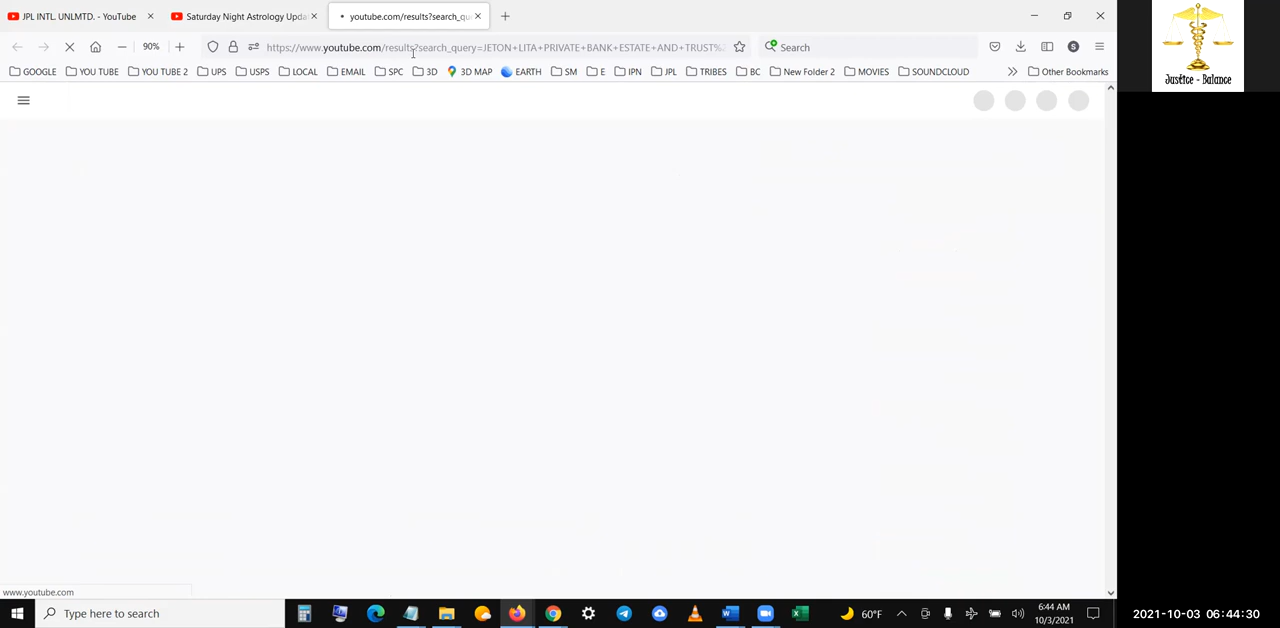 JPL INTL. UNLMTD. - YouTube
Saturday Night Astrology Upda
youtube.com/results?search_qu
90%
https://www.youtube.com/results?search_query=JETON+LITA+PRIVATE+BANK+ESTATE+AND+TRUST%2
Search
GOOGLE YOU TUBE YOU TUBE 2 UPS USPS LOCAL EMAIL SPC 3D 3D MAP EARTH SM E IPN JPL TRIBES BC New Folder 2 MOVIES SOUNDCLOUD Other Bookmarks
Justice - Balance
www.youtube.com
Type here to search
60°F
6:44 AM
10/3/2021
2021-10-03 06:44:30